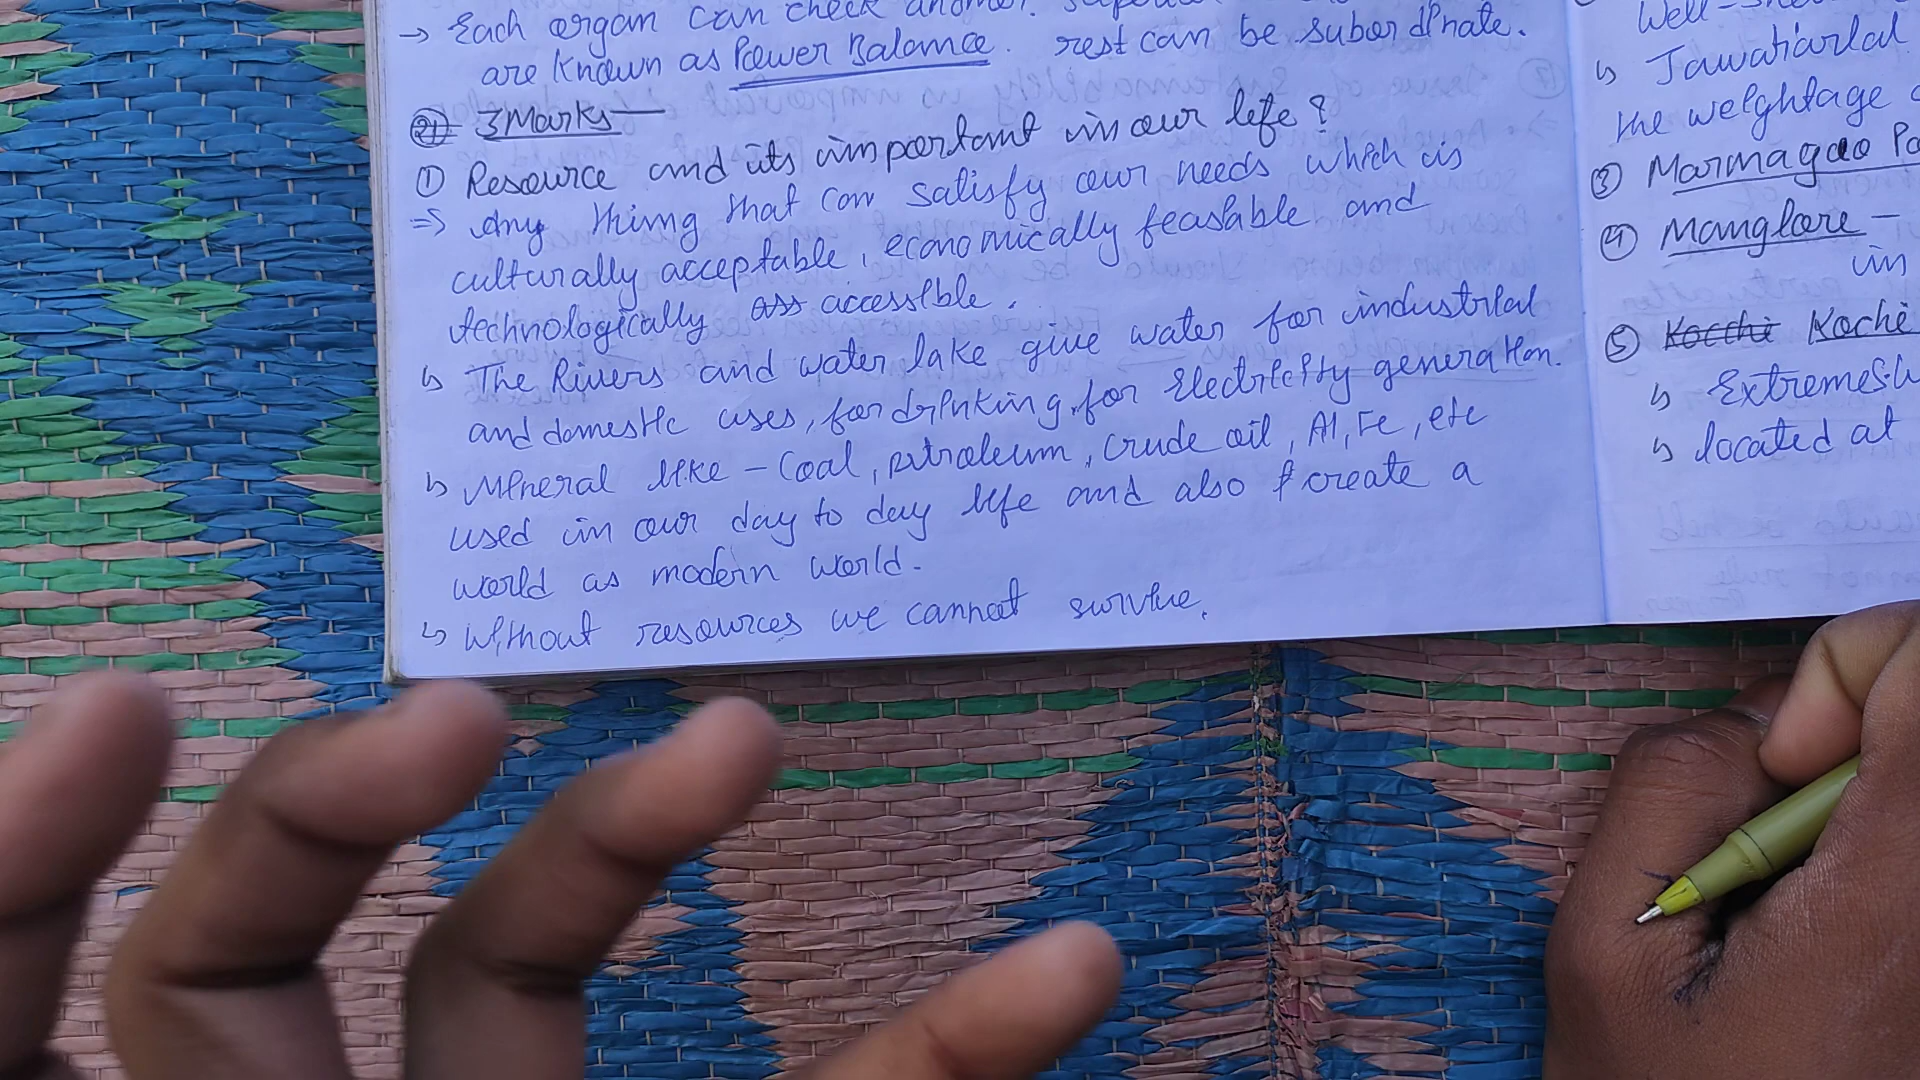 → Each organ can check another.
are known as Power Balance. rest can be subordinate.
3 Marks —
① Resource and its important in our life ?
⇒ Any thing that can satisfy our needs which is
culturally acceptable, economically feasable and
technologically ass accessible.
↳ The Rivers and water lake give water for industrial
and domestic uses, for drinking, for Electricity generation.
↳ Mineral like – Coal, petroleum, crude oil, Al, Fe, etc
used in our day to day life and also create a
world as modern world.
↳ Without resources we cannot survive.
↳ Jawaharlal
the weightage
③ Marmagao Po
④ Manglore –
in
⑤ Kocchi Kochi
↳ Extreme
↳ located at